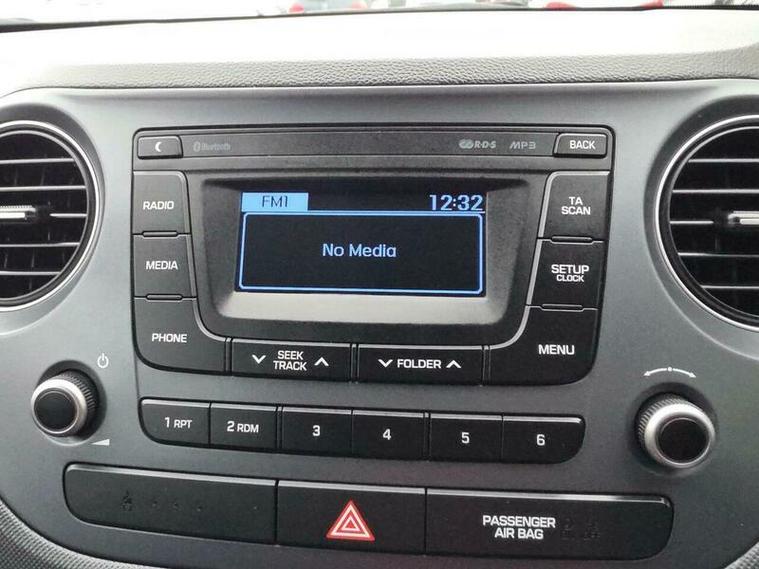 Bluetooth
R·D·S
MP3
BACK
RADIO
FM1
12:32
TA
SCAN
No Media
MEDIA
SETUP
CLOCK
PHONE
SEEK
TRACK
FOLDER
MENU
1 RPT
2 RDM
3
4
5
6
PASSENGER
AIR BAG